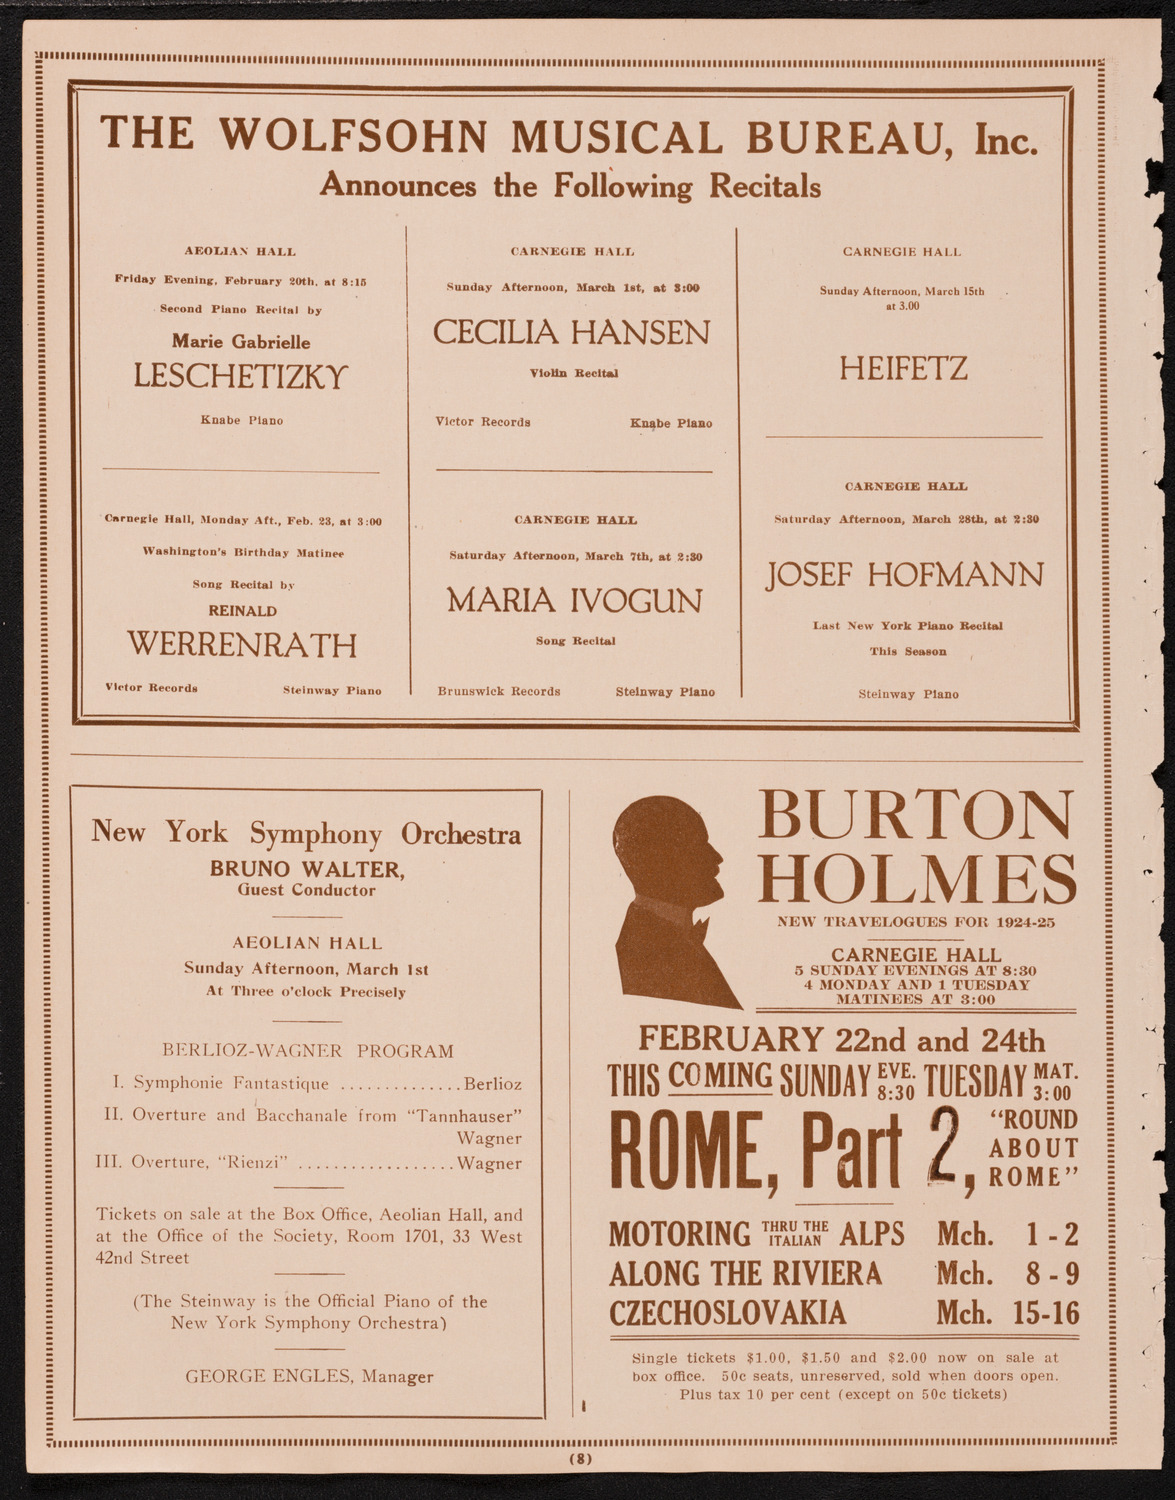 THE WOLFSOHN MUSICAL BUREAU, Inc.
Announces the Following Recitals
AEOLIAN HALL
Friday Evening, February 20th, at 8:15
Second Piano Recital by
Marie Gabrielle
LESCHETIZKY
Knabe Piano
Carnegie Hall, Monday Aft., Feb. 23, at 3:00
Washington's Birthday Matinee
Song Recital by
REINALD
WERRENRATH
Victor Records Steinway Piano
CARNEGIE HALL
Sunday Afternoon, March 1st, at 3:00
CECILIA HANSEN
Violin Recital
Victor Records Knabe Piano
CARNEGIE HALL
Saturday Afternoon, March 7th, at 2:30
MARIA IVOGUN
Song Recital
Brunswick Records Steinway Piano
CARNEGIE HALL
Sunday Afternoon, March 15th
at 3.00
HEIFETZ
CARNEGIE HALL
Saturday Afternoon, March 28th, at 2:30
JOSEF HOFMANN
Last New York Piano Recital
This Season
Steinway Piano
New York Symphony Orchestra
BRUNO WALTER,
Guest Conductor
AEOLIAN HALL
Sunday Afternoon, March 1st
At Three o'clock Precisely
BERLIOZ-WAGNER PROGRAM
I. Symphonie Fantastique ..............Berlioz
II. Overture and Bacchanale from "Tannhauser"
Wagner
III. Overture, "Rienzi" ..................Wagner
Tickets on sale at the Box Office, Aeolian Hall, and
at the Office of the Society, Room 1701, 33 West
42nd Street
(The Steinway is the Official Piano of the
New York Symphony Orchestra)
GEORGE ENGLES, Manager
BURTON
HOLMES
NEW TRAVELOGUES FOR 1924-25
CARNEGIE HALL
5 SUNDAY EVENINGS AT 8:30
4 MONDAY AND 1 TUESDAY
MATINEES AT 3:00
FEBRUARY 22nd and 24th
THIS COMING SUNDAY EVE. 8:30 TUESDAY MAT. 3:00
ROME, Part 2, "ROUND ABOUT ROME"
MOTORING THRU THE ITALIAN ALPS Mch. 1-2
ALONG THE RIVIERA Mch. 8-9
CZECHOSLOVAKIA Mch. 15-16
Single tickets $1.00, $1.50 and $2.00 now on sale at
box office. 50c seats, unreserved, sold when doors open.
Plus tax 10 per cent (except on 50c tickets)
(8)